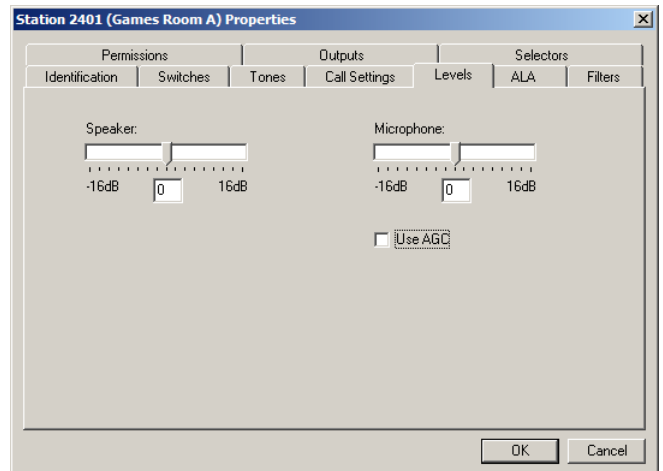 Station 2401 (Games Room A) Properties
Permissions Outputs Selectors
Identification Switches Tones Call Settings Levels ALA Filters
Speaker: Microphone:
-16dB 0 16dB -16dB 0 16dB
Use AGC
OK Cancel